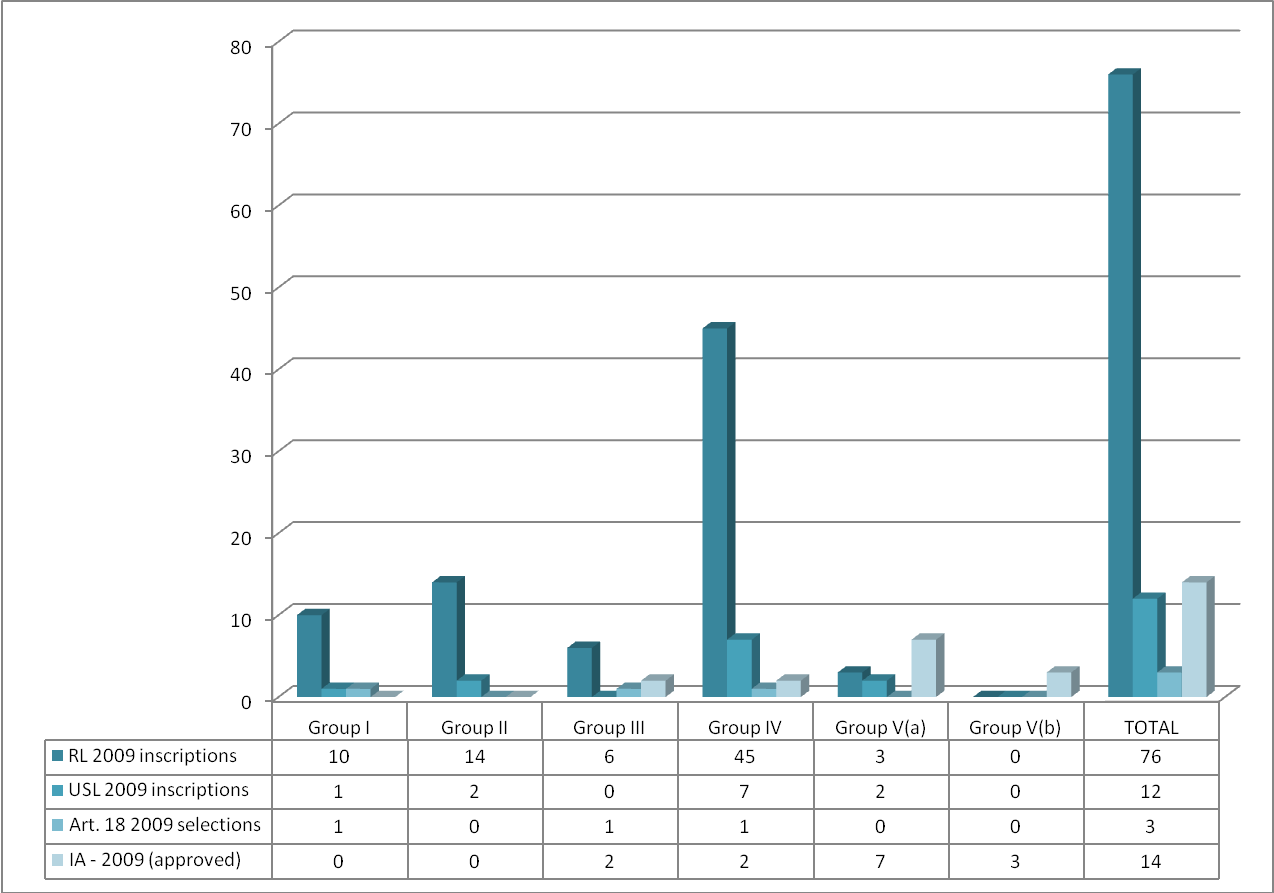 80
70
60
50
40
30
20
10
0
Group I Group II Group III Group IV Group V(a) Group V(b) TOTAL
RL 2009 inscriptions 10 14 6 45 3 0 76
USL 2009 inscriptions 1 2 0 7 2 0 12
Art. 18 2009 selections 1 0 1 1 0 0 3
IA - 2009 (approved) 0 0 2 2 7 3 14